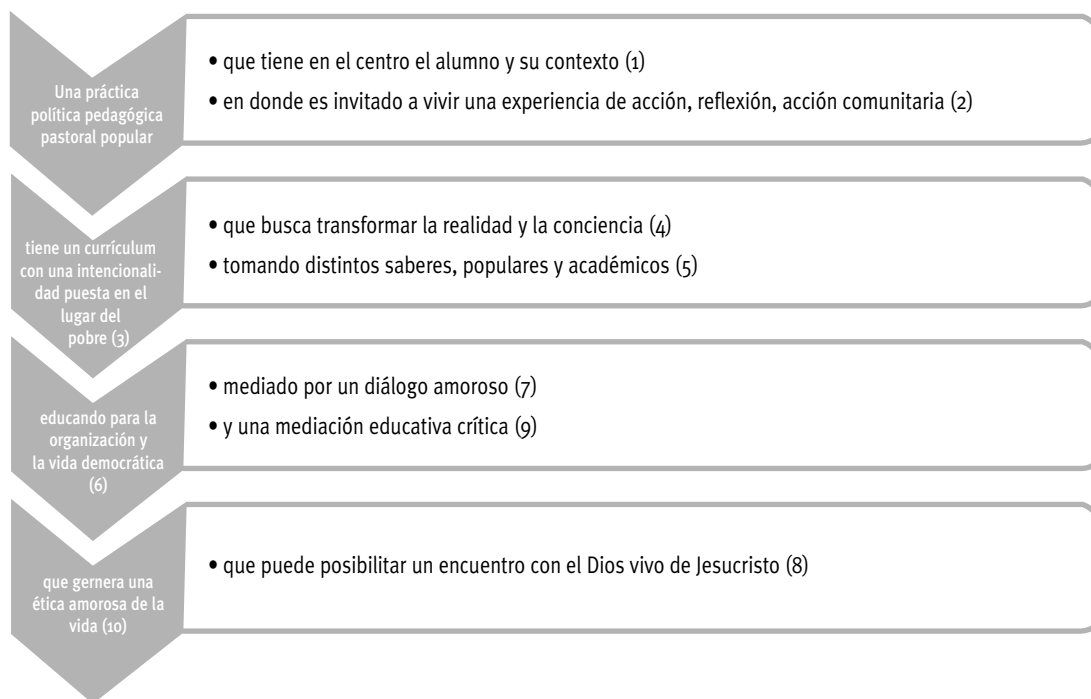 Una práctica
política pedagógica
pastoral popular
• que tiene en el centro el alumno y su contexto (1)
• en donde es invitado a vivir una experiencia de acción, reflexión, acción comunitaria (2)
tiene un currículum
con una intencionali-
dad puesta en el
lugar del
pobre (3)
• que busca transformar la realidad y la conciencia (4)
• tomando distintos saberes, populares y académicos (5)
educando para la
organización y
la vida democrática
(6)
• mediado por un diálogo amoroso (7)
• y una mediación educativa crítica (9)
que gernera una
ética amorosa de la
vida (10)
• que puede posibilitar un encuentro con el Dios vivo de Jesucristo (8)